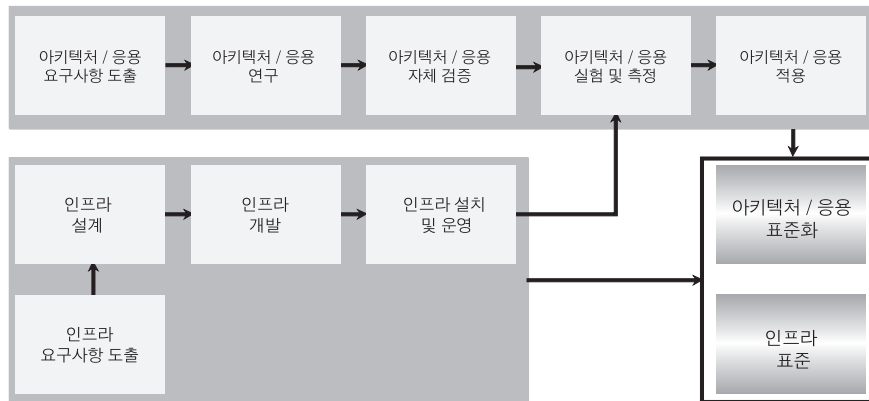 아키텍처 / 응용
요구사항 도출
아키텍처 / 응용
연구
아키텍처 / 응용
자체 검증
아키텍처 / 응용
실험 및 측정
아키텍처 / 응용
적용
인프라
설계
인프라
개발
인프라 설치
및 운영
아키텍처 / 응용
표준화
인프라
요구사항 도출
인프라
표준